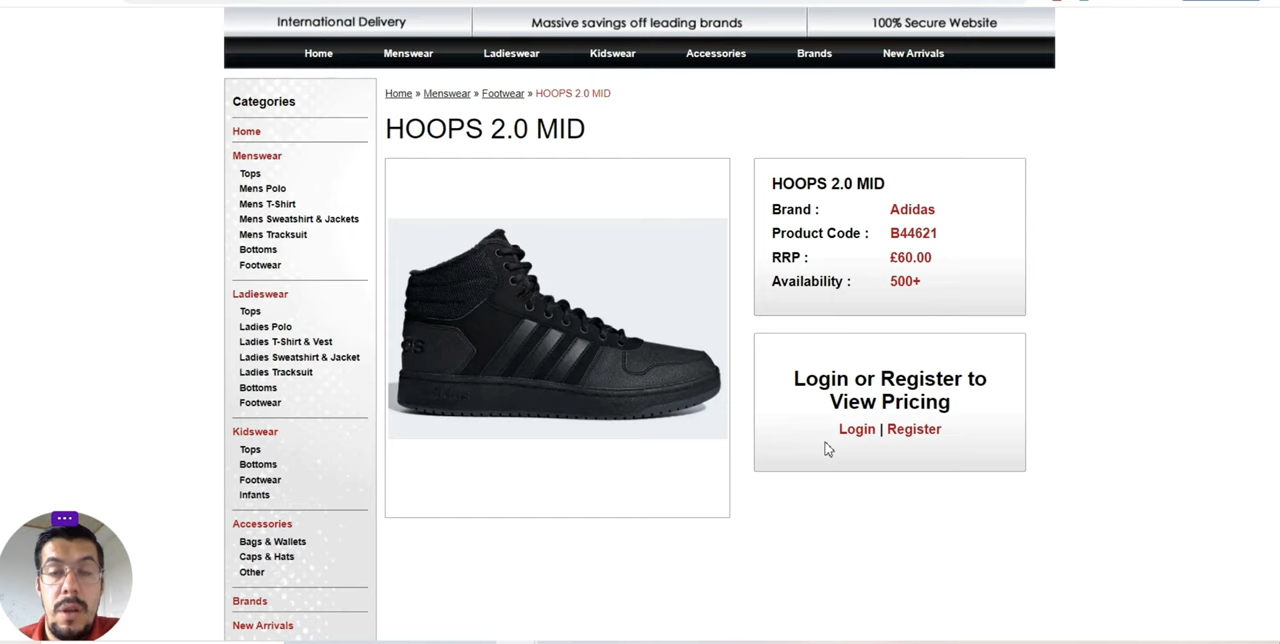 International Delivery
Massive savings off leading brands
100% Secure Website
Home Menswear Ladieswear Kidswear Accessories Brands New Arrivals
Categories
Home
Menswear
Tops
Mens Polo
Mens T-Shirt
Mens Sweatshirt & Jackets
Mens Tracksuit
Bottoms
Footwear
Ladieswear
Tops
Ladies Polo
Ladies T-Shirt & Vest
Ladies Sweatshirt & Jacket
Ladies Tracksuit
Bottoms
Footwear
Kidswear
Tops
Bottoms
Footwear
Infants
Accessories
Bags & Wallets
Caps & Hats
Other
Brands
New Arrivals
Home » Menswear » Footwear » HOOPS 2.0 MID
HOOPS 2.0 MID
HOOPS 2.0 MID
Brand : Adidas
Product Code : B44621
RRP : £60.00
Availability : 500+
Login or Register to
View Pricing
Login | Register